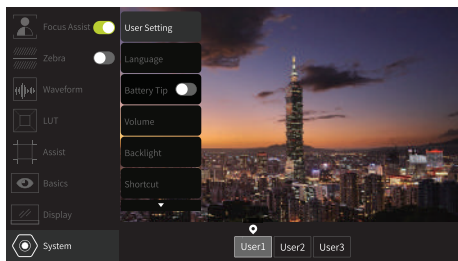 Focus Assist
Zebra
Waveform
LUT
Assist
Basics
Display
System
User Setting
Language
Battery Tip
Volume
Backlight
Shortcut
User1 User2 User3